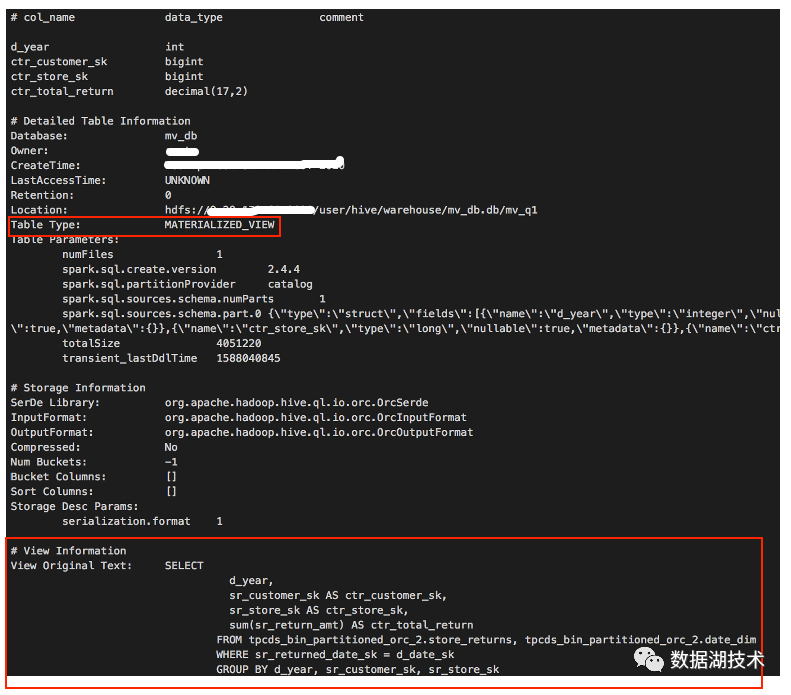 # col_name data_type comment
d_year int
ctr_customer_sk bigint
ctr_store_sk bigint
ctr_total_return decimal(17,2)
# Detailed Table Information
Database: mv_db
Owner:
CreateTime:
LastAccessTime: UNKNOWN
Retention: 0
Location: hdfs:// /user/hive/warehouse/mv_db.db/mv_q1
Table Type: MATERIALIZED_VIEW
Table Parameters:
numFiles 1
spark.sql.create.version 2.4.4
spark.sql.partitionProvider catalog
spark.sql.sources.schema.numParts 1
spark.sql.sources.schema.part.0 {\"type\":\"struct\",\"fields\":[{\"name\":\"d_year\",\"type\":\"integer\",\"nul
\":true,\"metadata\":{}},{\"name\":\"ctr_store_sk\",\"type\":\"long\",\"nullable\":true,\"metadata\":{}},{\"name\":\"ctr
totalSize 4051220
transient_lastDdlTime 1588040845
# Storage Information
SerDe Library: org.apache.hadoop.hive.ql.io.orc.OrcSerde
InputFormat: org.apache.hadoop.hive.ql.io.orc.OrcInputFormat
OutputFormat: org.apache.hadoop.hive.ql.io.orc.OrcOutputFormat
Compressed: No
Num Buckets: -1
Bucket Columns: []
Sort Columns: []
Storage Desc Params:
serialization.format 1
# View Information
View Original Text: SELECT
d_year,
sr_customer_sk AS ctr_customer_sk,
sr_store_sk AS ctr_store_sk,
sum(sr_return_amt) AS ctr_total_return
FROM tpcds_bin_partitioned_orc_2.store_returns, tpcds_bin_partitioned_orc_2.date_dim
WHERE sr_returned_date_sk = d_date_sk
GROUP BY d_year, sr_customer_sk, sr_store_sk
数据湖技术